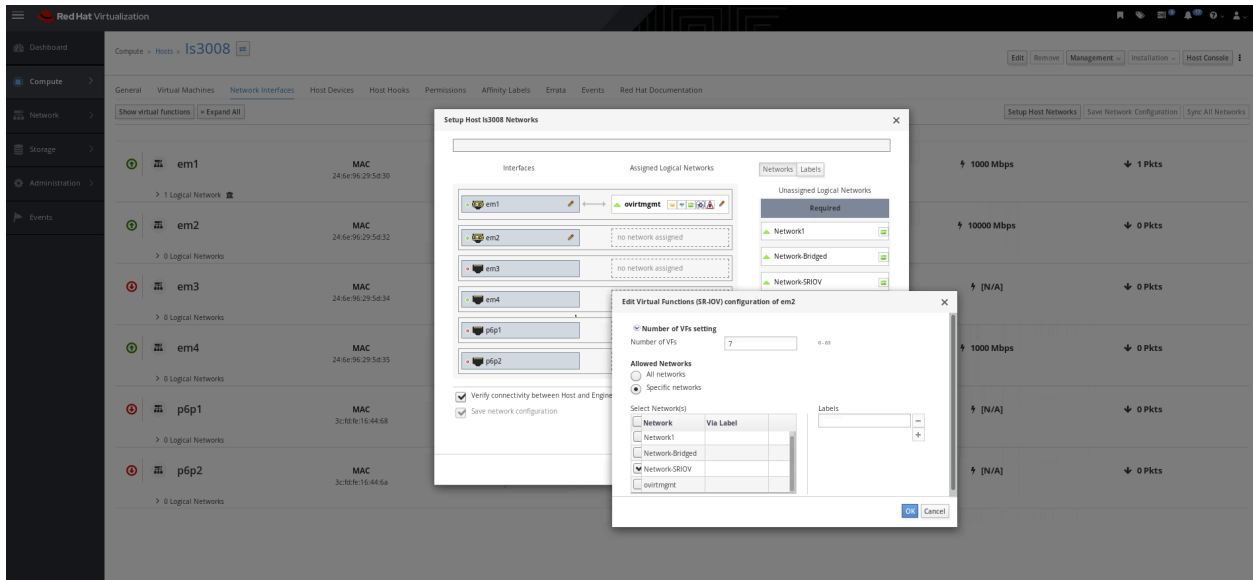 Red Hat Virtualization
Dashboard
Compute
Network
Storage
Administration
Events
Compute » Hosts » ls3008
Edit Remove Management Installation Host Console
General Virtual Machines Network Interfaces Host Devices Host Hooks Permissions Affinity Labels Errata Events Red Hat Documentation
Show virtual functions « Expand All
Setup Host Networks Save Network Configuration Sync All Networks
em1 MAC 1000 Mbps 1 Pkts
24:6e:96:29:5d:30
> 1 Logical Network
em2 MAC 10000 Mbps 0 Pkts
24:6e:96:29:5d:32
> 0 Logical Networks
em3 MAC [N/A] 0 Pkts
24:6e:96:29:5d:34
> 0 Logical Networks
em4 MAC 1000 Mbps 0 Pkts
24:6e:96:29:5d:35
> 0 Logical Networks
p6p1 MAC [N/A] 0 Pkts
3c:fd:fe:16:44:68
> 0 Logical Networks
p6p2 MAC [N/A] 0 Pkts
3c:fd:fe:16:44:6a
> 0 Logical Networks
Setup Host ls3008 Networks
Interfaces Assigned Logical Networks
Networks Labels
Unassigned Logical Networks
Required
em1 ovirtmgmt
em2 no network assigned
em3 no network assigned
em4
p6p1
p6p2
Network1
Network-Bridged
Network-SRIOV
Verify connectivity between Host and Engine
Save network configuration
Edit Virtual Functions (SR-IOV) configuration of em2
Number of VFs setting
Number of VFs 7
Allowed Networks
All networks
Specific networks
Select Network(s) Labels
Network Via Label
Network1
Network-Bridged
Network-SRIOV
ovirtmgmt
OK Cancel